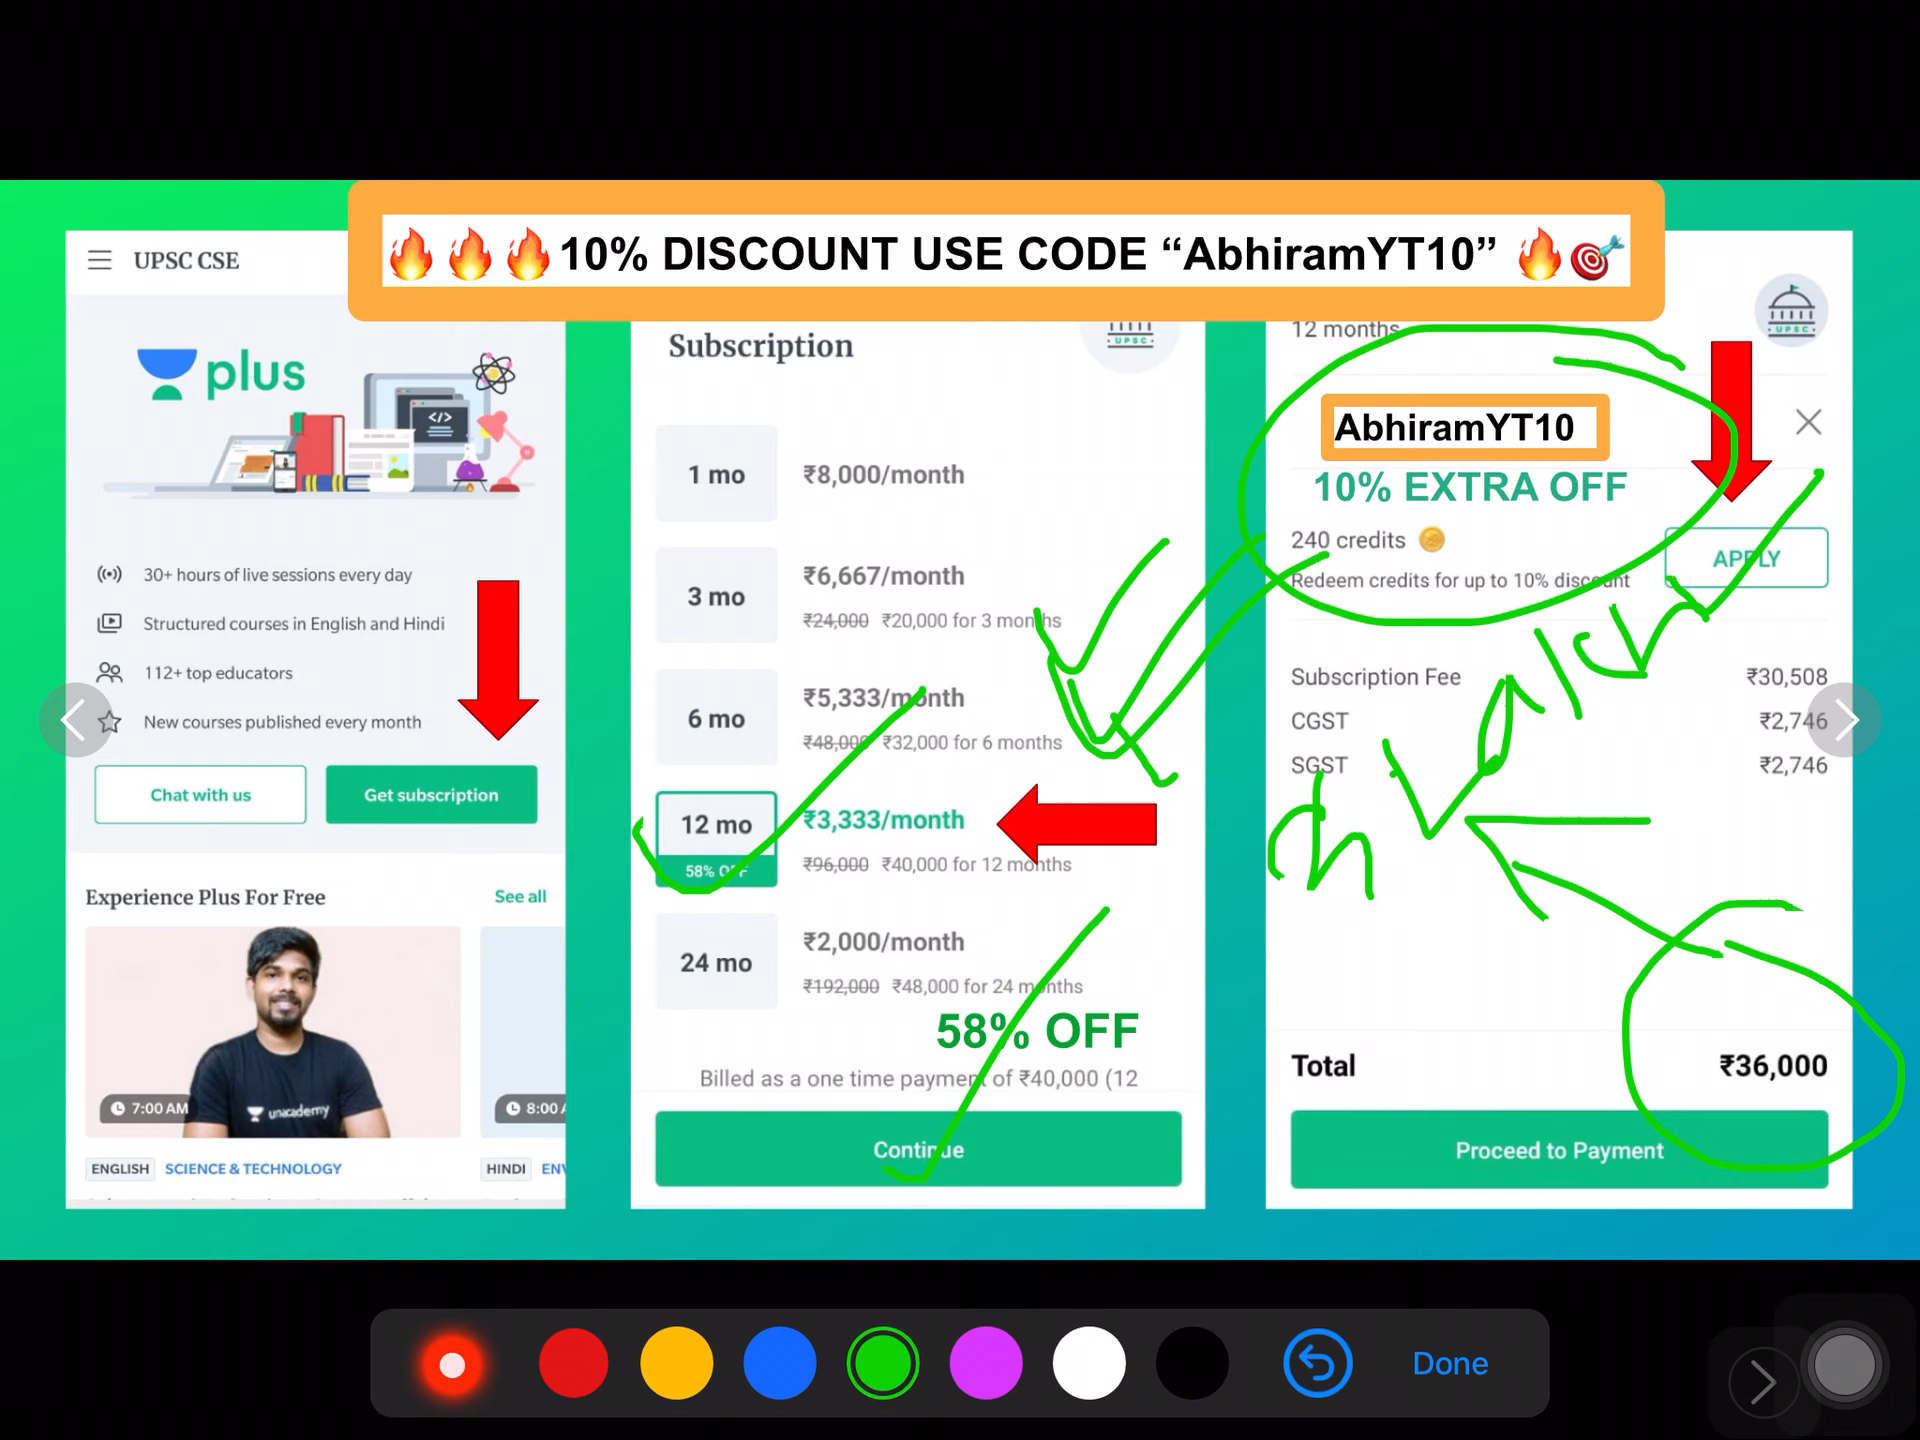 🔥🔥🔥10% DISCOUNT USE CODE “AbhiramYT10” 🔥🎯
UPSC CSE
plus
30+ hours of live sessions every day
Structured courses in English and Hindi
112+ top educators
New courses published every month
Chat with us
Get subscription
Experience Plus For Free
See all
7:00 AM
unacademy
8:00
ENGLISH SCIENCE & TECHNOLOGY
HINDI
Subscription
UPSC
1 mo
₹8,000/month
3 mo
₹6,667/month
₹24,000 ₹20,000 for 3 months
6 mo
₹5,333/month
₹48,000 ₹32,000 for 6 months
12 mo
58% OFF
₹3,333/month
₹96,000 ₹40,000 for 12 months
24 mo
₹2,000/month
₹192,000 ₹48,000 for 24 months
58% OFF
Billed as a one time payment of ₹40,000 (12
Continue
UPSC
12 months
AbhiramYT10
10% EXTRA OFF
240 credits
Redeem credits for up to 10% discount
APPLY
Subscription Fee ₹30,508
CGST ₹2,746
SGST ₹2,746
Total ₹36,000
Proceed to Payment
Done